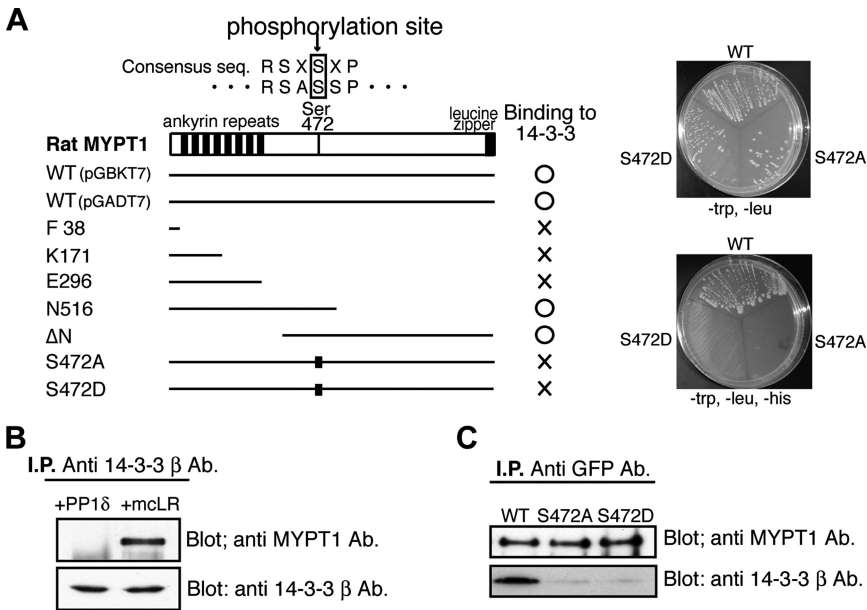 A
phosphorylation site
Consensus seq. R S X S X P
· · · R S A S S P · · ·
Ser
472
ankyrin repeats
leucine
zipper
Binding to
14-3-3
Rat MYPT1
WT (pGBKT7)
WT (pGADT7)
F 38
K171
E296
N516
ΔN
S472A
S472D
WT
S472D
S472A
-trp, -leu
WT
S472D
S472A
-trp, -leu, -his
B
I.P. Anti 14-3-3 β Ab.
+PP1δ +mcLR
Blot; anti MYPT1 Ab.
Blot: anti 14-3-3 β Ab.
C
I.P. Anti GFP Ab.
WT S472A S472D
Blot; anti MYPT1 Ab.
Blot: anti 14-3-3 β Ab.